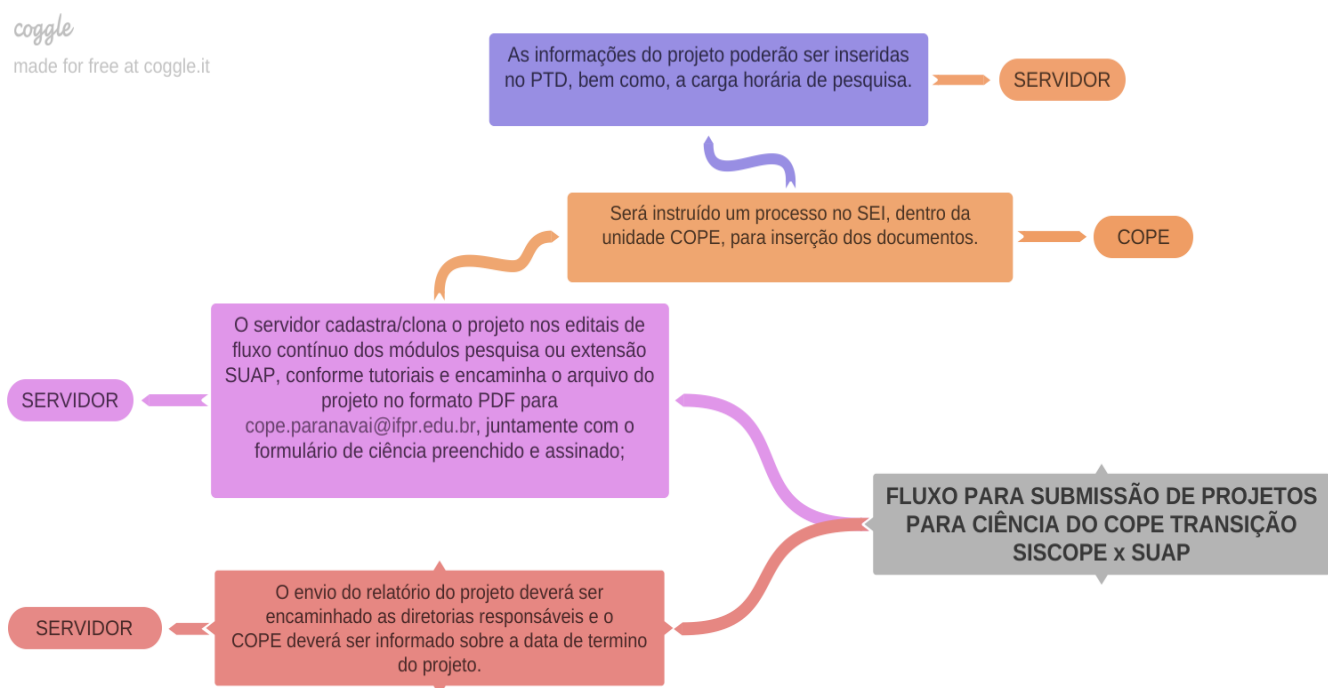 coggle
made for free at coggle.it
As informações do projeto poderão ser inseridas
no PTD, bem como, a carga horária de pesquisa.
SERVIDOR
Será instruído um processo no SEI, dentro da
unidade COPE, para inserção dos documentos.
COPE
O servidor cadastra/clona o projeto nos editais de
fluxo contínuo dos módulos pesquisa ou extensão
SUAP, conforme tutoriais e encaminha o arquivo do
projeto no formato PDF para
cope.paranavai@ifpr.edu.br, juntamente com o
formulário de ciência preenchido e assinado;
SERVIDOR
FLUXO PARA SUBMISSÃO DE PROJETOS
PARA CIÊNCIA DO COPE TRANSIÇÃO
SISCOPE x SUAP
O envio do relatório do projeto deverá ser
encaminhado as diretorias responsáveis e o
COPE deverá ser informado sobre a data de termino
do projeto.
SERVIDOR